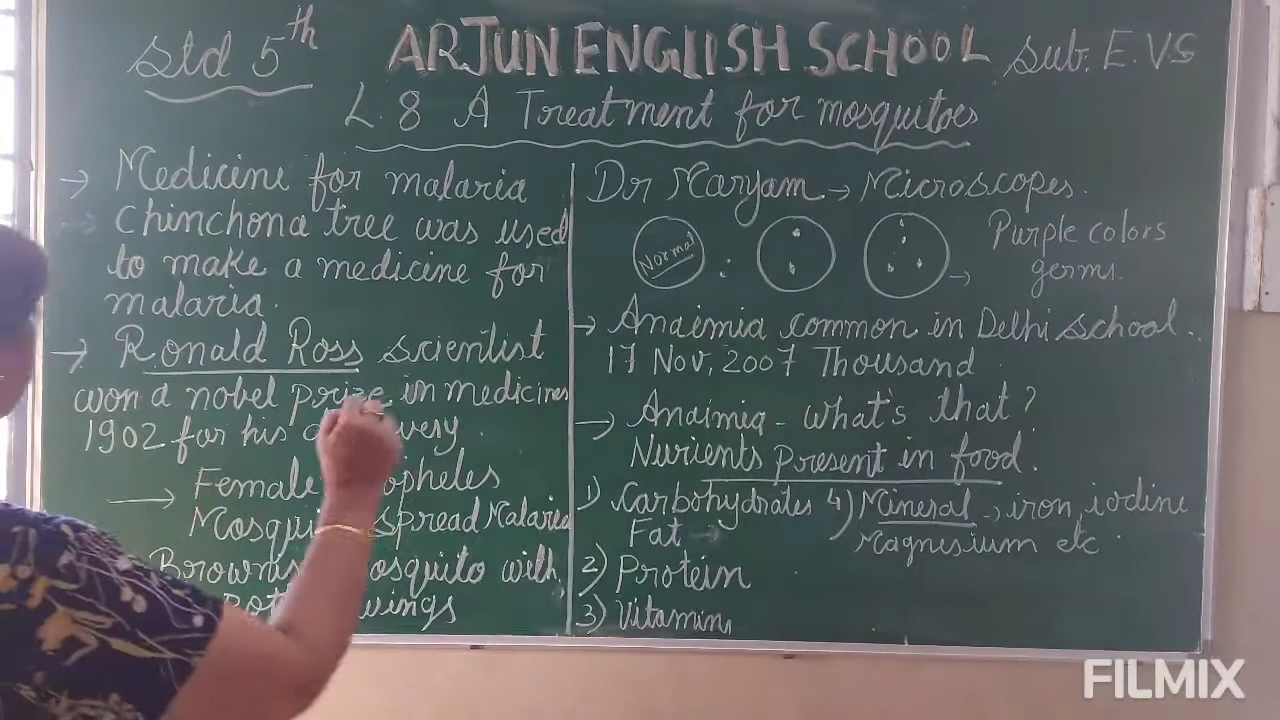 Std 5th ARJUN ENGLISH SCHOOL Sub. E.VS
L.8 A Treatment for mosquitoes
→ Medicine for malaria
→ Chinchona tree was used
to make a medicine for
malaria.
→ Ronald Ross scientist
won a nobel prize in medicines
1902 for his
→ Female
Spread Malaria
with
wings
Dr Maryam → Microscopes.
Normal
→ Purple colors
germs.
→ Anaimia common in Delhi school.
17 Nov, 2007 Thousand
→ Anaimia - what's that?
Nurients present in food.
1) Carbohydrates 4) Mineral → iron, iodine
Fat → Magnesium etc.
2) Protein
3) Vitamin,
FILMIX